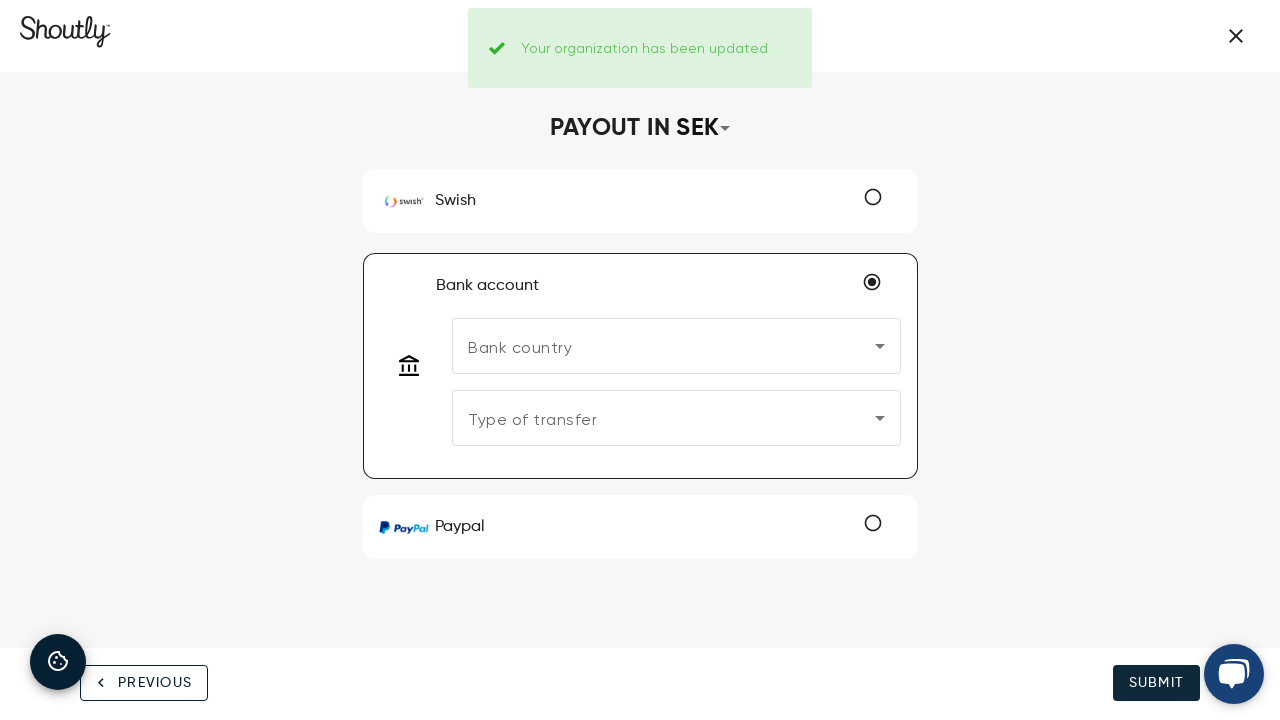 Shoutly™
Your organization has been updated
PAYOUT IN SEK
swish®
Swish
Bank account
Bank country
Type of transfer
PayPal
Paypal
PREVIOUS
SUBMIT